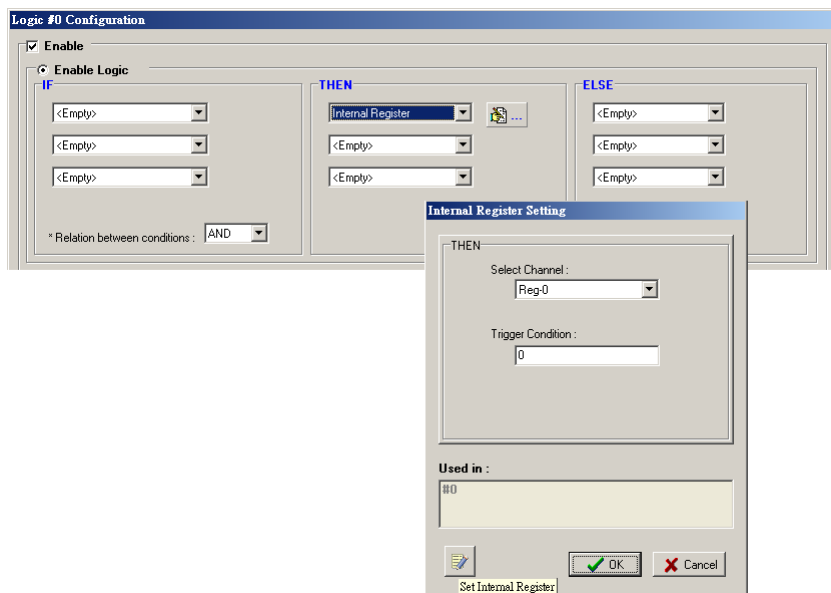 Logic #0 Configuration
Enable
Enable Logic
IF THEN ELSE
<Empty> Internal Register ... <Empty>
<Empty> <Empty> <Empty>
<Empty> <Empty> <Empty>
* Relation between conditions : AND
Internal Register Setting
THEN
Select Channel :
Reg-0
Trigger Condition :
0
Used in :
#0
OK Cancel
Set Internal Register